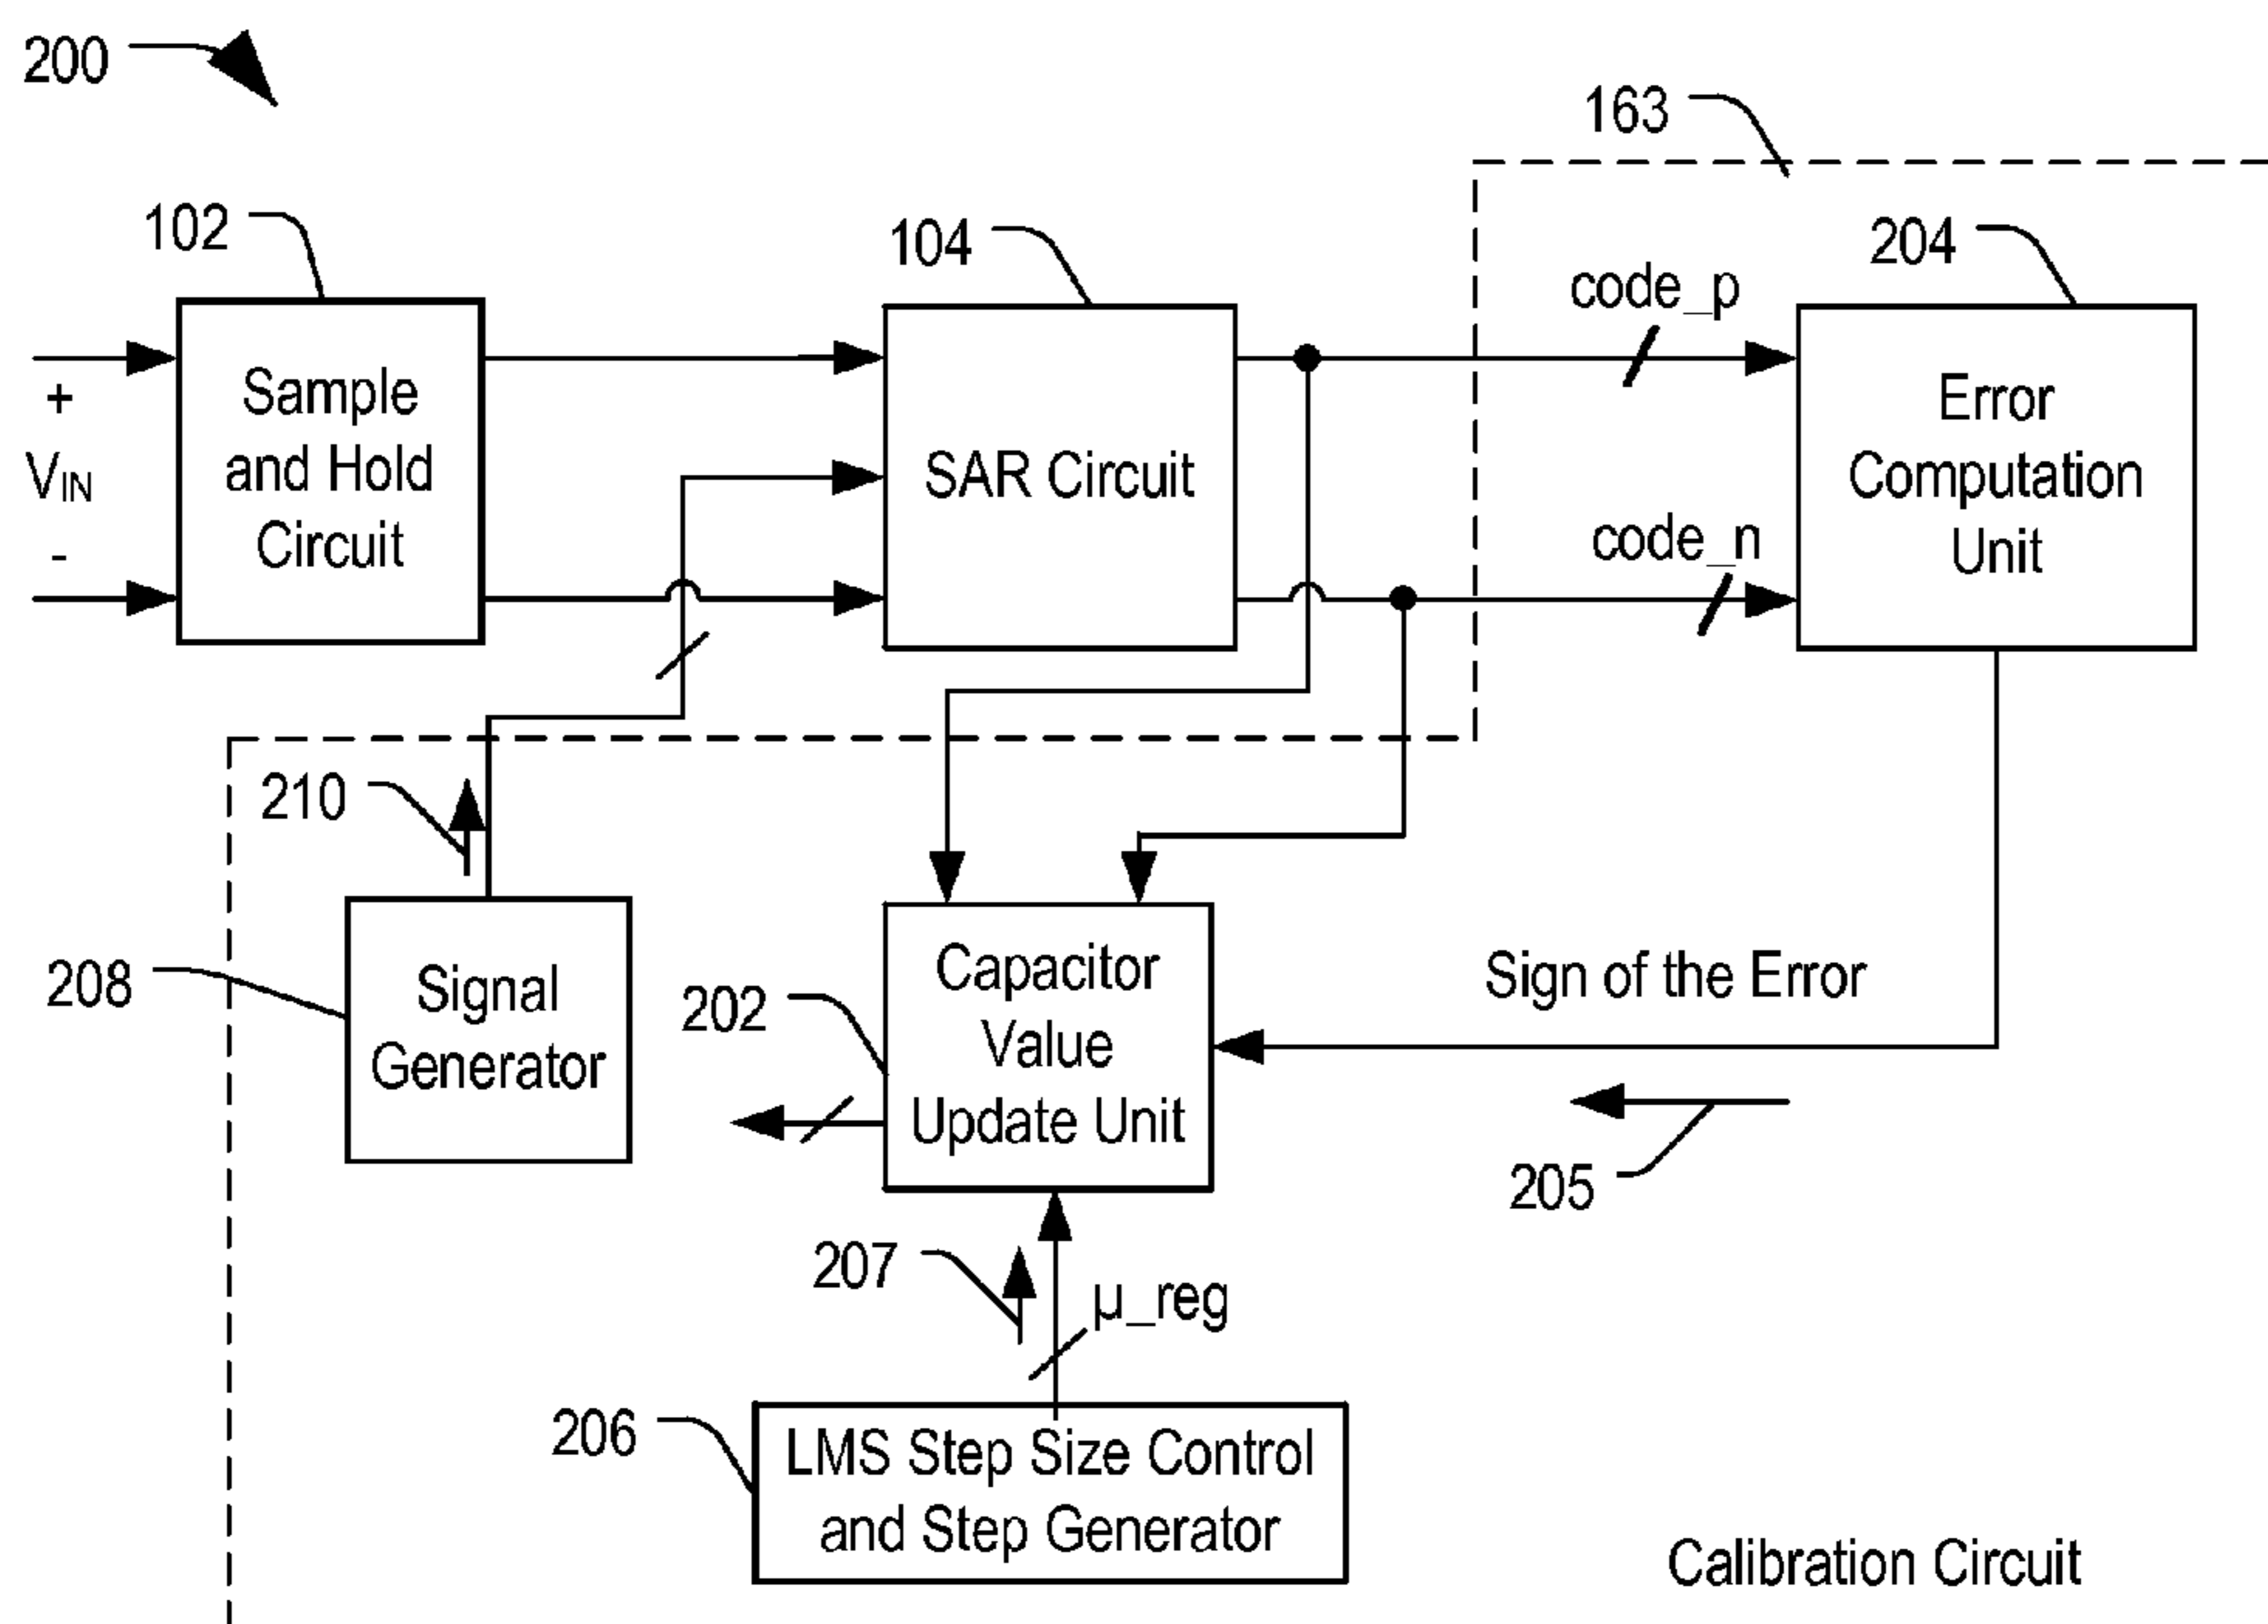 200
163
102
104
204
code_p
+
V_IN
-
Sample
and Hold
Circuit
SAR Circuit
Error
Computation
Unit
code_n
210
208
Signal
Generator
202
Capacitor
Value
Update Unit
Sign of the Error
205
207
μ_reg
206
LMS Step Size Control
and Step Generator
Calibration Circuit